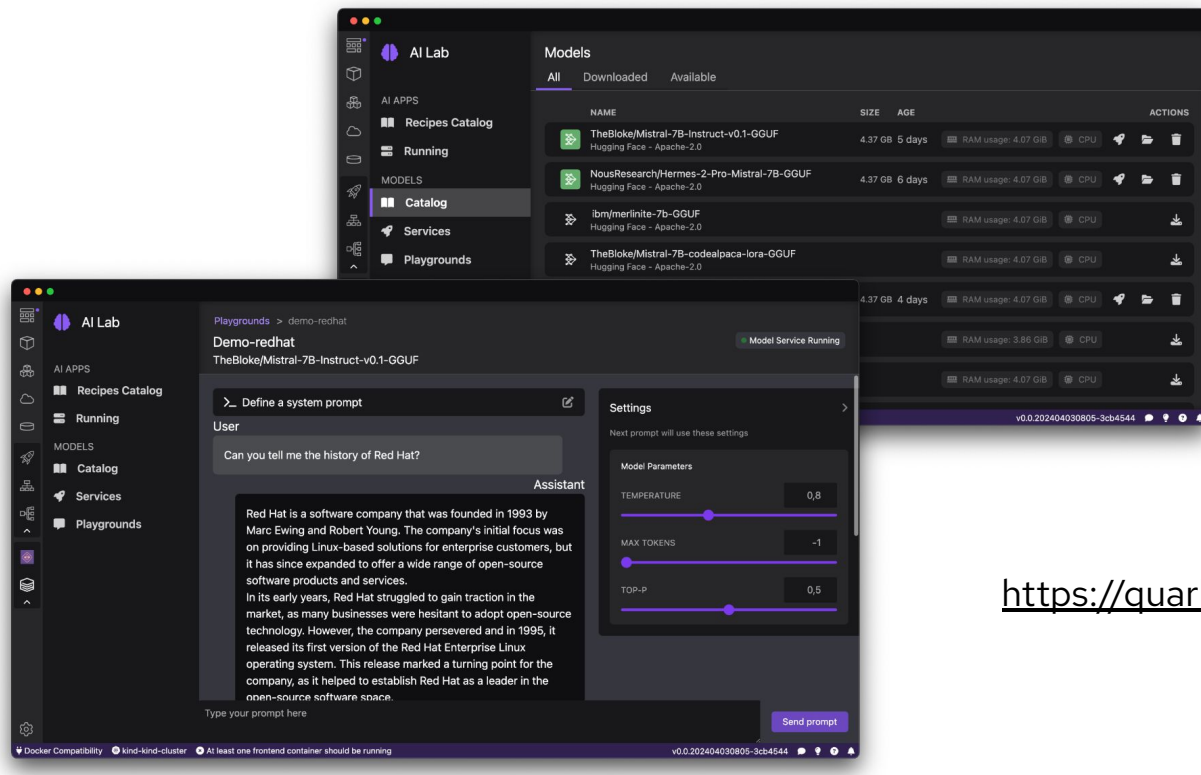 AI Lab
AI APPS
Recipes Catalog
Running
MODELS
Catalog
Services
Playgrounds
Models
All Downloaded Available
NAME SIZE AGE ACTIONS
TheBloke/Mistral-7B-Instruct-v0.1-GGUF
Hugging Face - Apache-2.0
4.37 GB 5 days RAM usage: 4.07 GiB CPU
NousResearch/Hermes-2-Pro-Mistral-7B-GGUF
Hugging Face - Apache-2.0
4.37 GB 6 days RAM usage: 4.07 GiB CPU
ibm/merlinite-7b-GGUF
Hugging Face - Apache-2.0
RAM usage: 4.07 GiB CPU
TheBloke/Mistral-7B-codealpaca-lora-GGUF
Hugging Face - Apache-2.0
RAM usage: 4.07 GiB CPU
4.37 GB 4 days RAM usage: 4.07 GiB CPU
RAM usage: 3.86 GiB CPU
RAM usage: 4.07 GiB CPU
v0.0.202404030805-3cb4544
AI Lab
AI APPS
Recipes Catalog
Running
MODELS
Catalog
Services
Playgrounds
Playgrounds > demo-redhat
Demo-redhat
TheBloke/Mistral-7B-Instruct-v0.1-GGUF
Model Service Running
Define a system prompt
User
Can you tell me the history of Red Hat?
Assistant
Red Hat is a software company that was founded in 1993 by
Marc Ewing and Robert Young. The company's initial focus was
on providing Linux-based solutions for enterprise customers, but
it has since expanded to offer a wide range of open-source
software products and services.
In its early years, Red Hat struggled to gain traction in the
market, as many businesses were hesitant to adopt open-source
technology. However, the company persevered and in 1995, it
released its first version of the Red Hat Enterprise Linux
operating system. This release marked a turning point for the
company, as it helped to establish Red Hat as a leader in the
open-source software space.
Settings
Next prompt will use these settings
Model Parameters
TEMPERATURE 0,8
MAX TOKENS -1
TOP-P 0,5
Type your prompt here
Send prompt
Docker Compatibility kind-kind-cluster At least one frontend container should be running v0.0.202404030805-3cb4544
https://quar